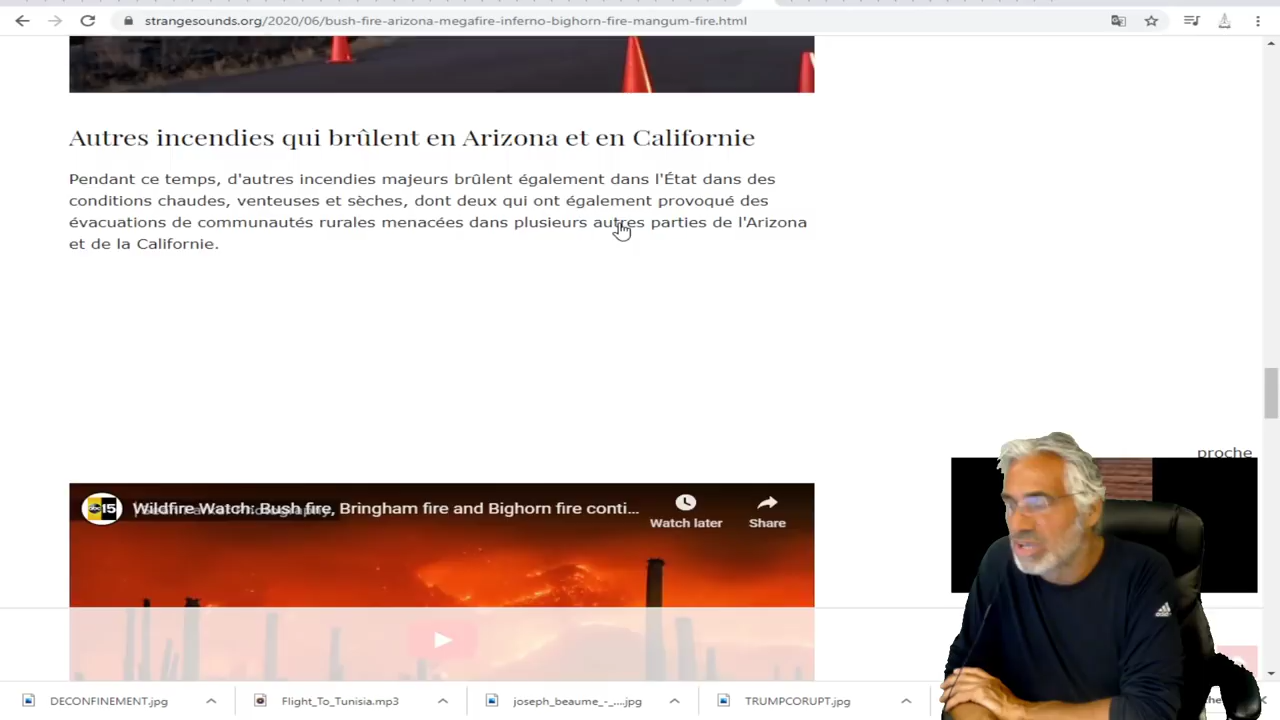 strangesounds.org/2020/06/bush-fire-arizona-megafire-inferno-bighorn-fire-mangum-fire.html
Autres incendies qui brûlent en Arizona et en Californie
Pendant ce temps, d'autres incendies majeurs brûlent également dans l'État dans des
conditions chaudes, venteuses et sèches, dont deux qui ont également provoqué des
évacuations de communautés rurales menacées dans plusieurs autres parties de l'Arizona
et de la Californie.
proche
abc15
Wildfire Watch: Bush fire, Bringham fire and Bighorn fire conti...
Watch later
Share
adidas
DECONFINEMENT.jpg
Flight_To_Tunisia.mp3
joseph_beaume_-_....jpg
TRUMPCORUPT.jpg